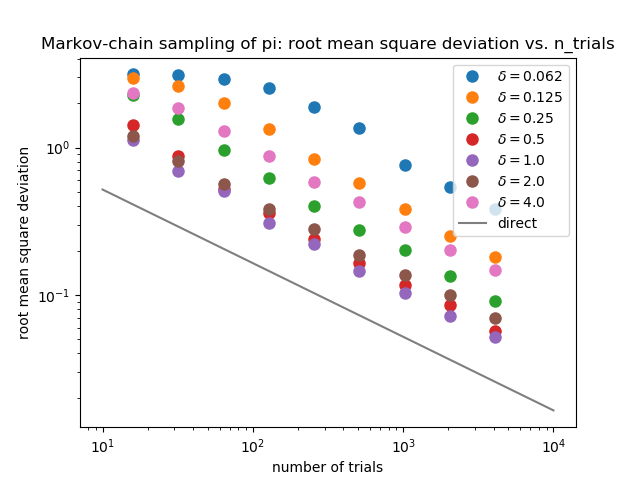 Markov-chain sampling of pi: root mean square deviation vs. n_trials
root mean square deviation
10⁰
10⁻¹
δ = 0.062
δ = 0.125
δ = 0.25
δ = 0.5
δ = 1.0
δ = 2.0
δ = 4.0
direct
10¹
10²
10³
10⁴
number of trials